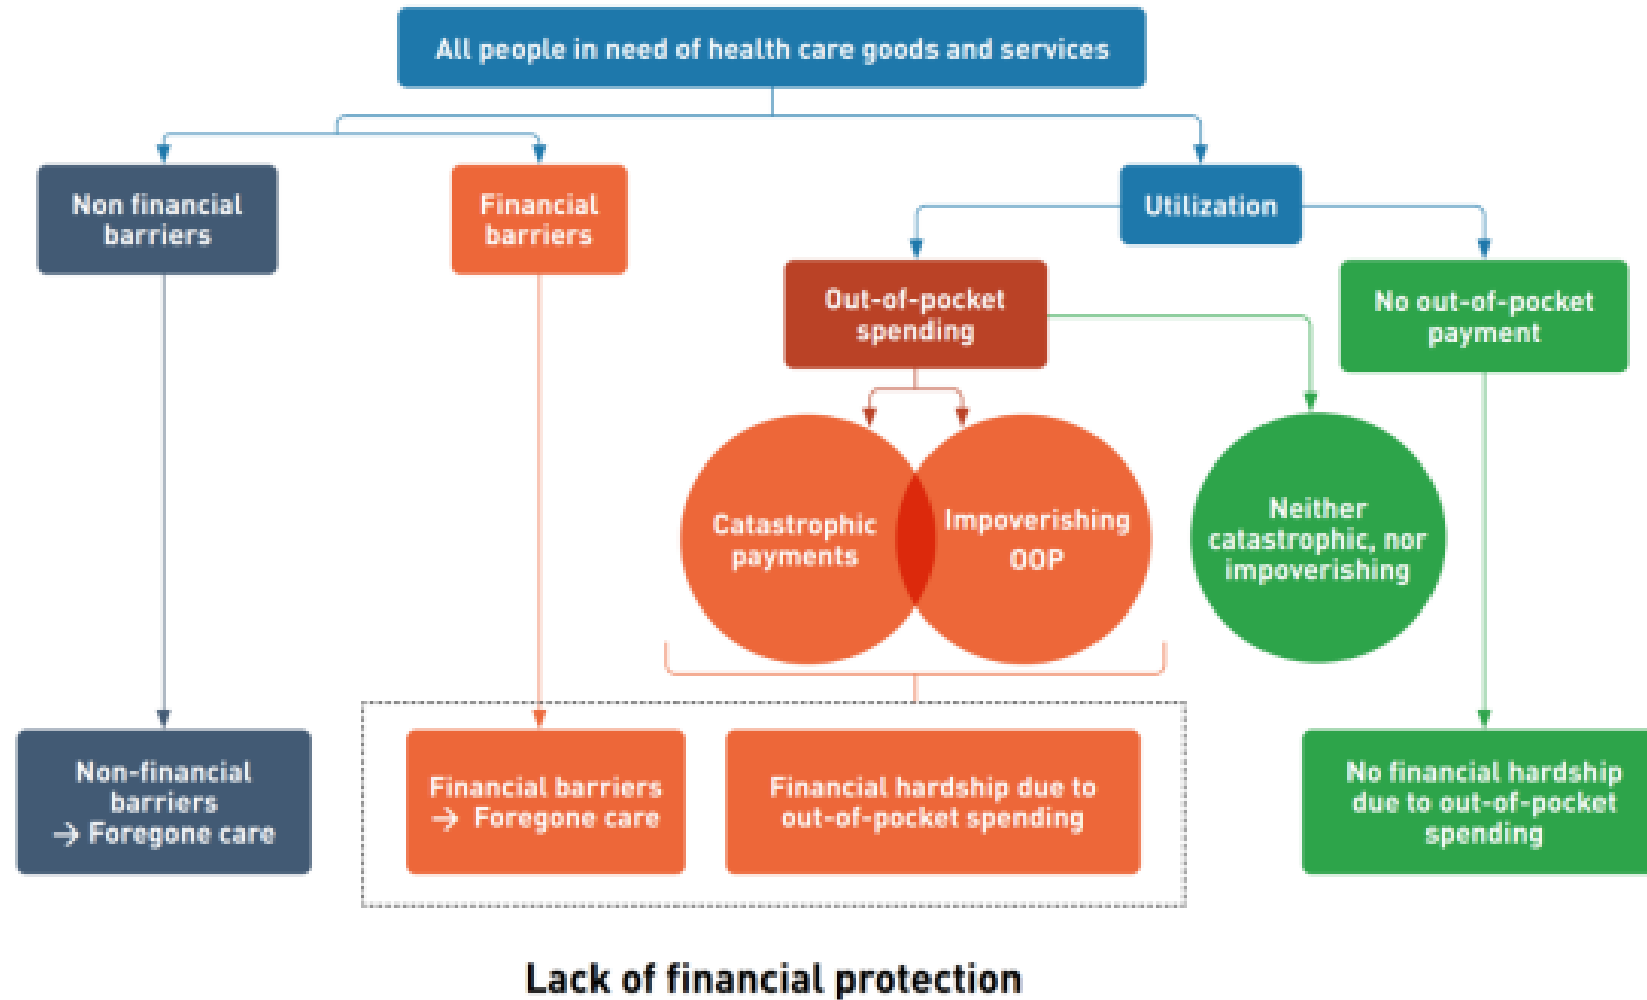 All people in need of health care goods and services
Non financial
barriers
Financial
barriers
Utilization
Out-of-pocket
spending
No out-of-pocket
payment
Catastrophic
payments
Impoverishing
OOP
Neither
catastrophic, nor
impoverishing
Non-financial
barriers
→ Foregone care
Financial barriers
→ Foregone care
Financial hardship due to
out-of-pocket spending
No financial hardship
due to out-of-pocket
spending
Lack of financial protection